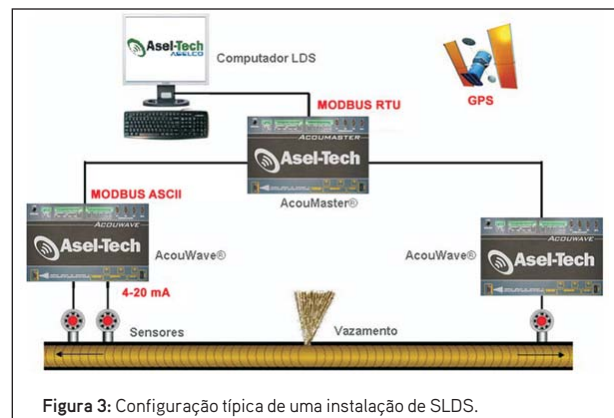 Asel-Tech
ASELCO
Computador LDS
MODBUS RTU
GPS
ACOUMASTER
Asel-Tech
AcouMaster®
MODBUS ASCII
ACOUWAVE
Asel-Tech
AcouWave®
AcouWave®
ACOUWAVE
Asel-Tech
4-20 mA
Sensores
Vazamento
Figura 3: Configuração típica de uma instalação de SLDS.